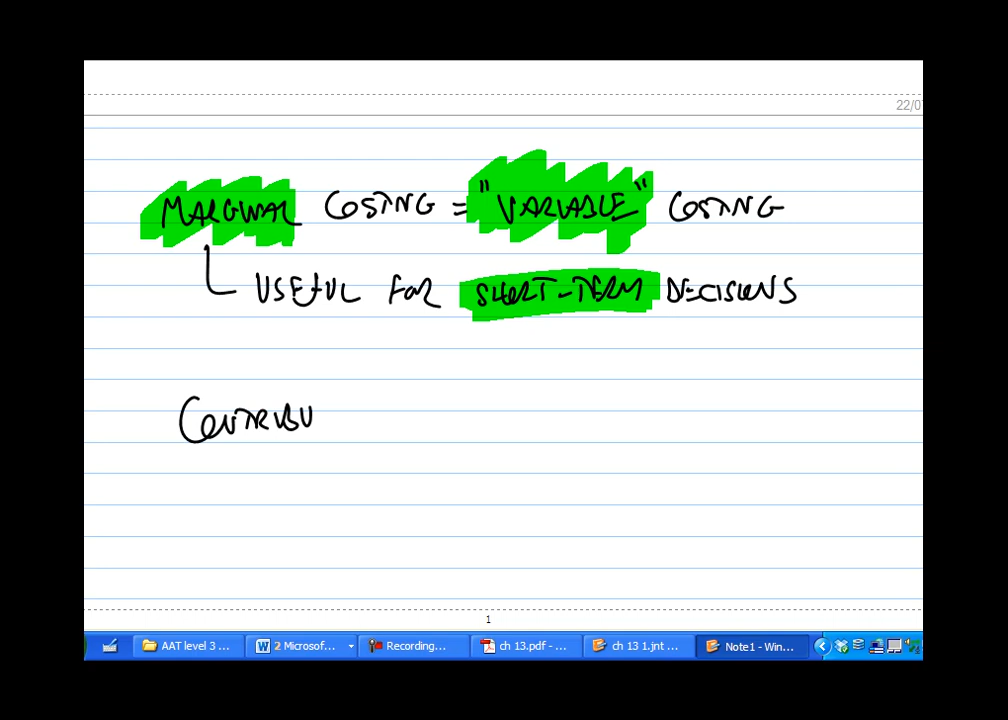 22/0
MARGINAL COSTING = "VARIABLE" COSTING
USEFUL FOR SHORT-TERM DECISIONS
CONTRIBU
1
AAT level 3 ... 2 Microsof... Recording... ch 13.pdf - ... ch 13 1.jnt ... Note1 - Win...